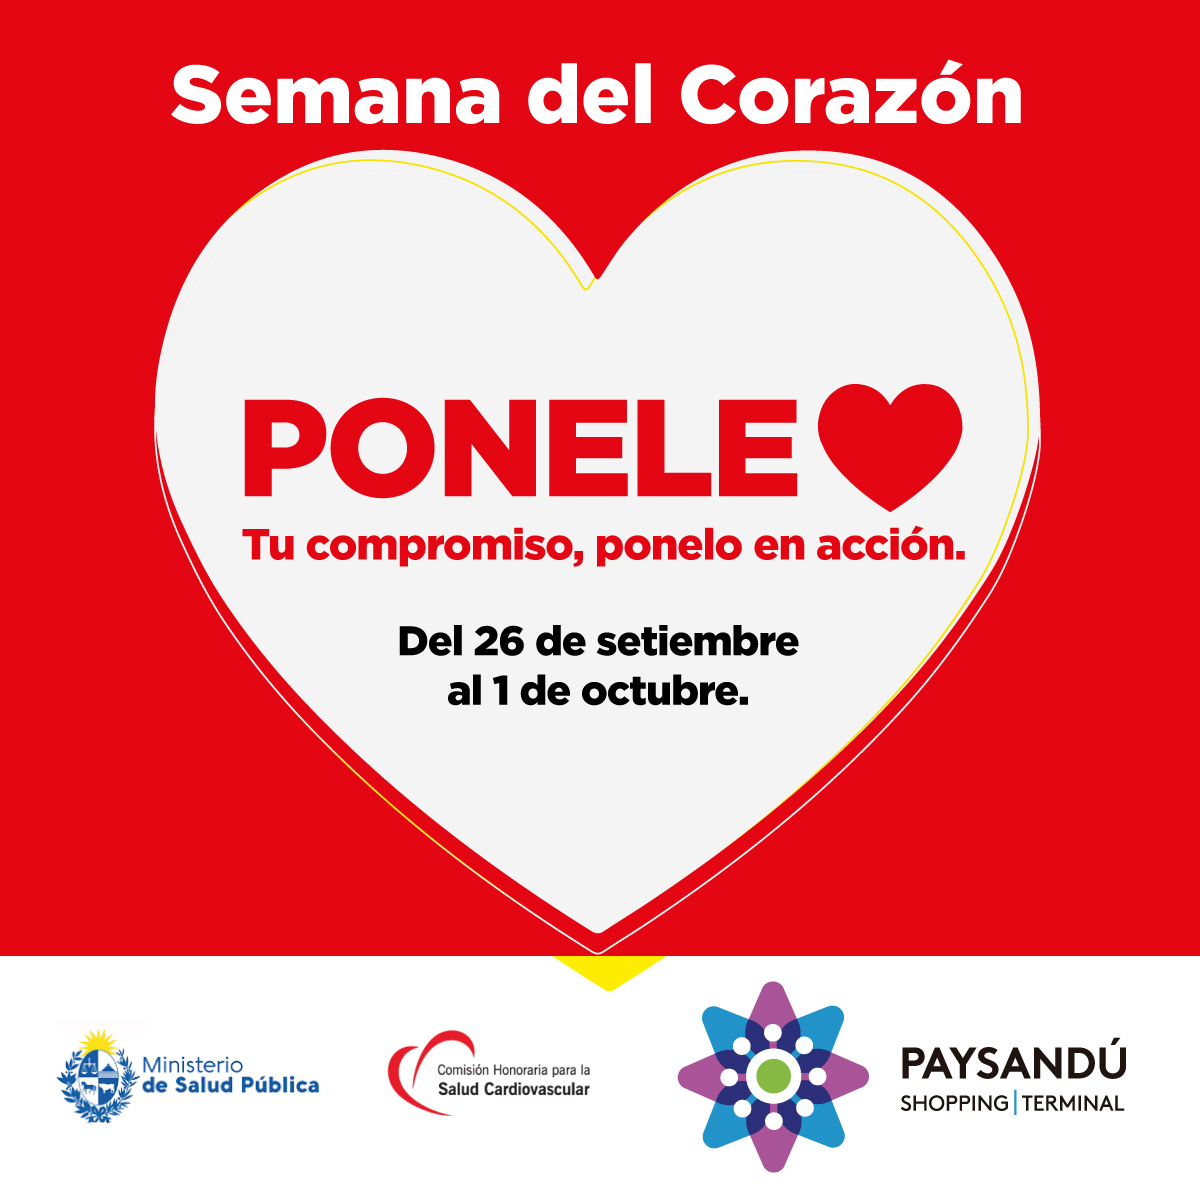 Semana del Corazón
PONELE
Tu compromiso, ponelo en acción.
Del 26 de setiembre
al 1 de octubre.
Ministerio
de Salud Pública
Comisión Honoraria para la
Salud Cardiovascular
PAYSANDÚ
SHOPPING | TERMINAL